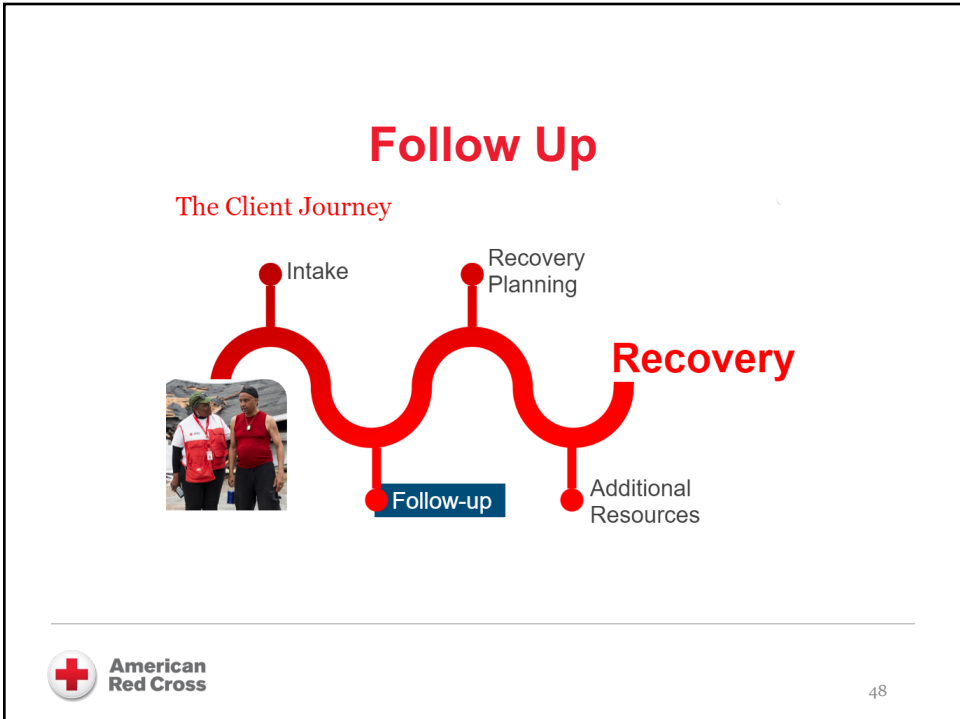 Follow Up
The Client Journey
Intake
Recovery
Planning
Recovery
Follow-up
Additional
Resources
American
Red Cross
48